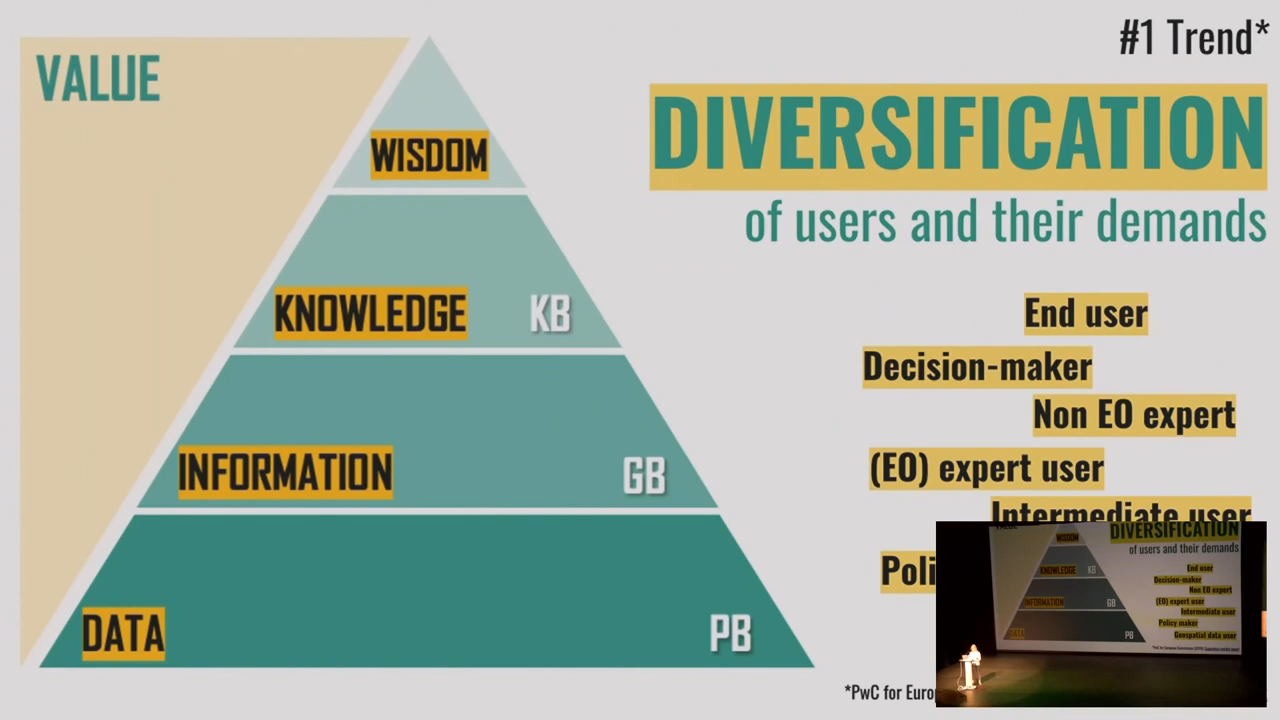 VALUE
WISDOM
KNOWLEDGE KB
INFORMATION GB
DATA PB
#1 Trend*
DIVERSIFICATION
of users and their demands
End user
Decision-maker
Non EO expert
(EO) expert user
Intermediate user
Poli
*PwC for Euro
VALUE
DIVERSIFICATION
of users and their demands
WISDOM
KNOWLEDGE KB
INFORMATION GB
DATA PB
End user
Decision-maker
Non EO expert
(EO) expert user
Intermediate user
Policy maker
Geospatial data user